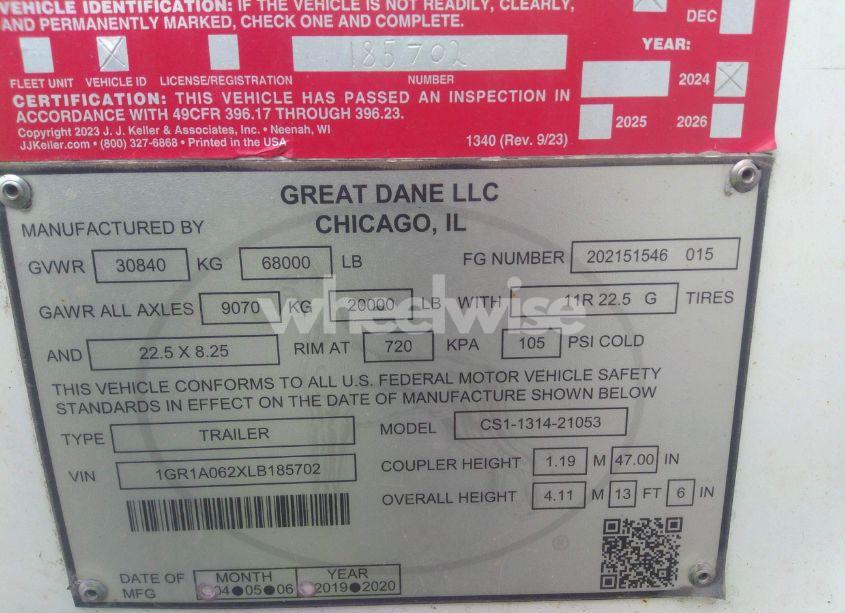 VEHICLE IDENTIFICATION: IF THE VEHICLE IS NOT READILY, CLEARLY,
AND PERMANENTLY MARKED, CHECK ONE AND COMPLETE.
DEC
185702
YEAR:
FLEET UNIT VEHICLE ID LICENSE/REGISTRATION NUMBER
2024
CERTIFICATION: THIS VEHICLE HAS PASSED AN INSPECTION IN
ACCORDANCE WITH 49CFR 396.17 THROUGH 396.23.
2025 2026
Copyright 2023 J. J. Keller & Associates, Inc. • Neenah, WI
JJKeller.com • (800) 327-6868 • Printed in the USA
1340 (Rev. 9/23)
GREAT DANE LLC
MANUFACTURED BY CHICAGO, IL
GVWR 30840 KG 68000 LB FG NUMBER 202151546 015
GAWR ALL AXLES 9070 KG 20000 LB WITH 11R 22.5 G TIRES
wheelwise
AND 22.5 X 8.25 RIM AT 720 KPA 105 PSI COLD
THIS VEHICLE CONFORMS TO ALL U.S. FEDERAL MOTOR VEHICLE SAFETY
STANDARDS IN EFFECT ON THE DATE OF MANUFACTURE SHOWN BELOW
TYPE TRAILER MODEL CS1-1314-21053
VIN 1GR1A062XLB185702 COUPLER HEIGHT 1.19 M 47.00 IN
OVERALL HEIGHT 4.11 M 13 FT 6 IN
®
DATE OF MFG MONTH YEAR
04 05 06 2019 2020